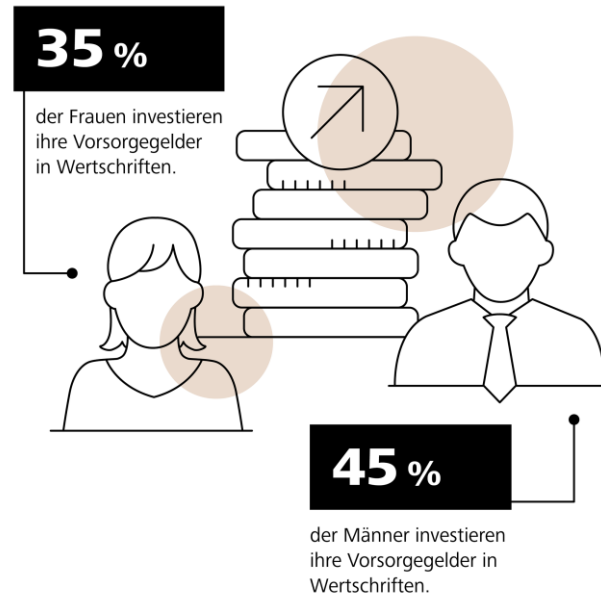 35 %
der Frauen investieren
ihre Vorsorgegelder
in Wertschriften.
45 %
der Männer investieren
ihre Vorsorgegelder in
Wertschriften.